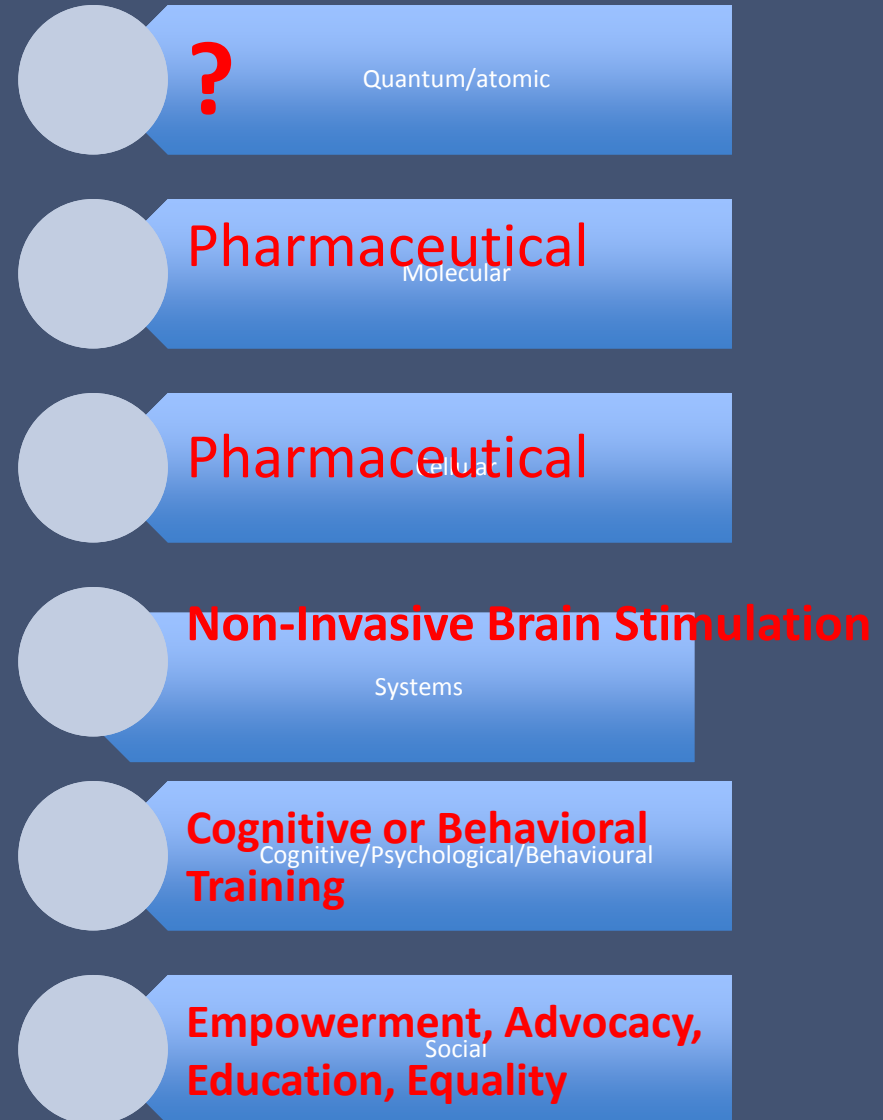 ?
Quantum/atomic
Pharmaceutical
Molecular
Pharmaceutical
Cellular
Non-Invasive Brain Stimulation
Systems
Cognitive or Behavioral
Cognitive/Psychological/Behavioural
Training
Empowerment, Advocacy,
Social
Education, Equality